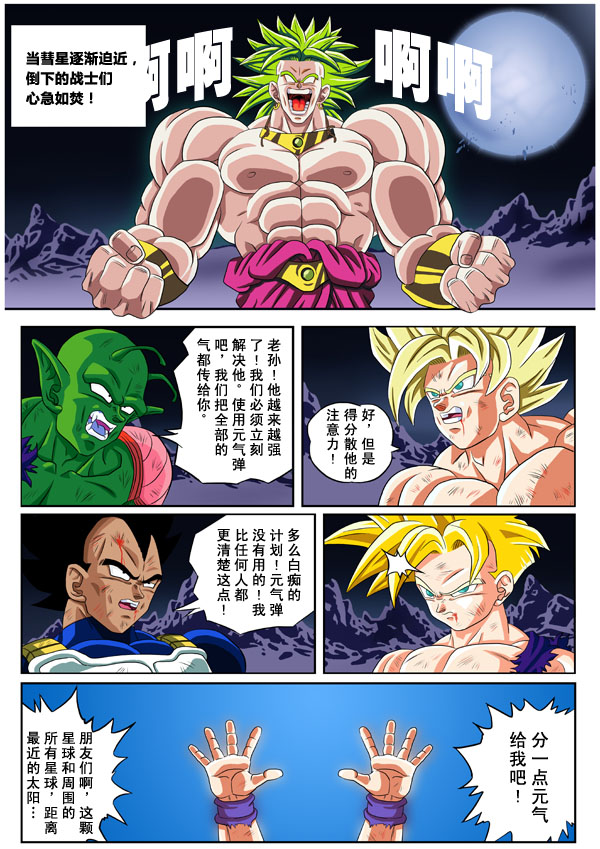 当彗星逐渐迫近，
倒下的战士们
心急如焚！
啊啊
啊啊
好，但是
得分散他的
注意力！
老孙！他越来越强
了！我们必须立刻
解决他。使用元气弹
吧，我们把全部的
气都传给你。
多么白痴的
计划！元气弹
没有用的！我
比任何人都
更清楚这点！
分一点元气
给我吧！
朋友们啊，这颗
星球和周围的
所有星球，距离
最近的太阳…